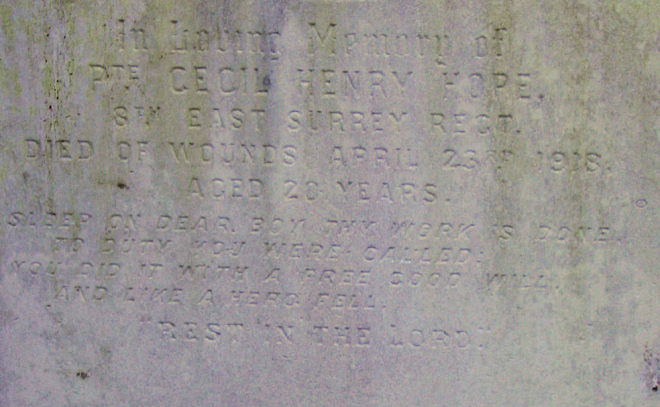 In Loving Memory of
PTE CECIL HENRY HOPE.
8TH EAST SURREY REGT.
DIED OF WOUNDS APRIL 23RD 1918.
AGED 28 YEARS.
SLEEP ON DEAR BOY THY WORK IS DONE.
TO DUTY YOU WERE CALLED;
YOU DID IT WITH A FREE GOOD WILL,
AND LIKE A HERO FELL.
"REST IN THE LORD."